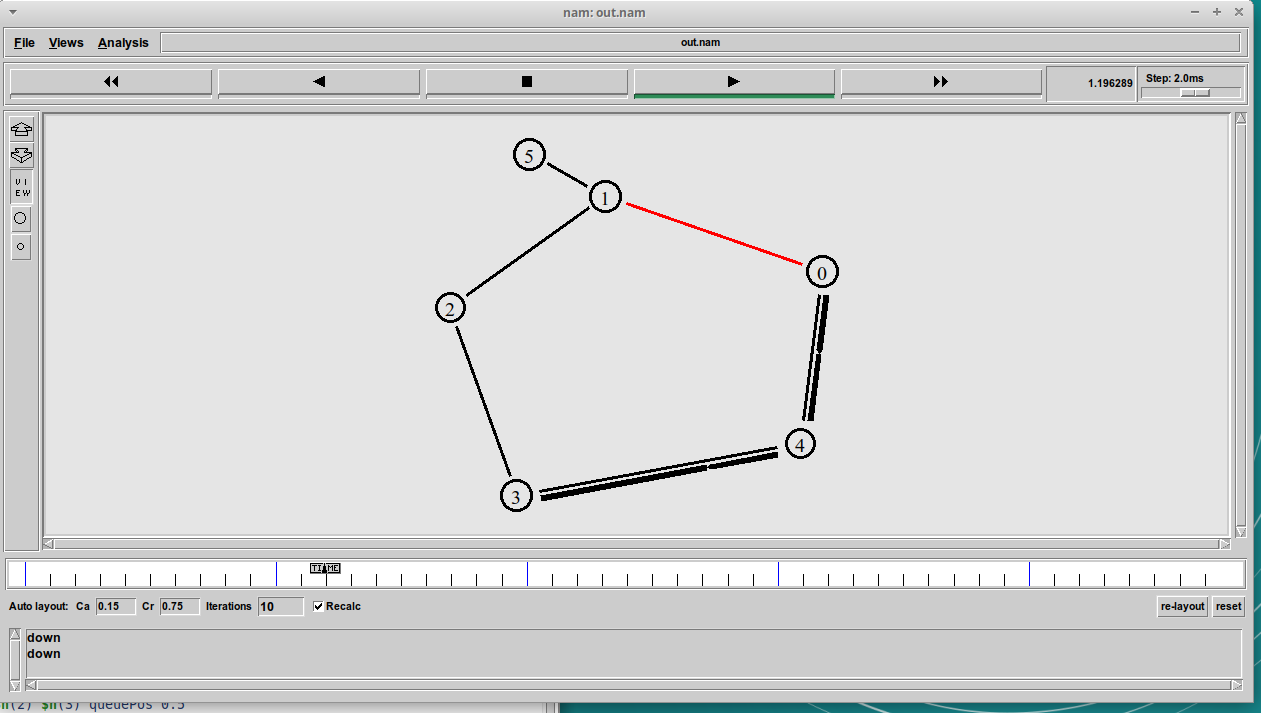 nam: out.nam
File Views Analysis out.nam
1.196289 Step: 2.0ms
5
1
0
2
4
3
VI
EW
TIME
Auto layout: Ca 0.15 Cr 0.75 Iterations 10 Recalc re-layout reset
down
down
n(2) $n(3) queuePos 0.5